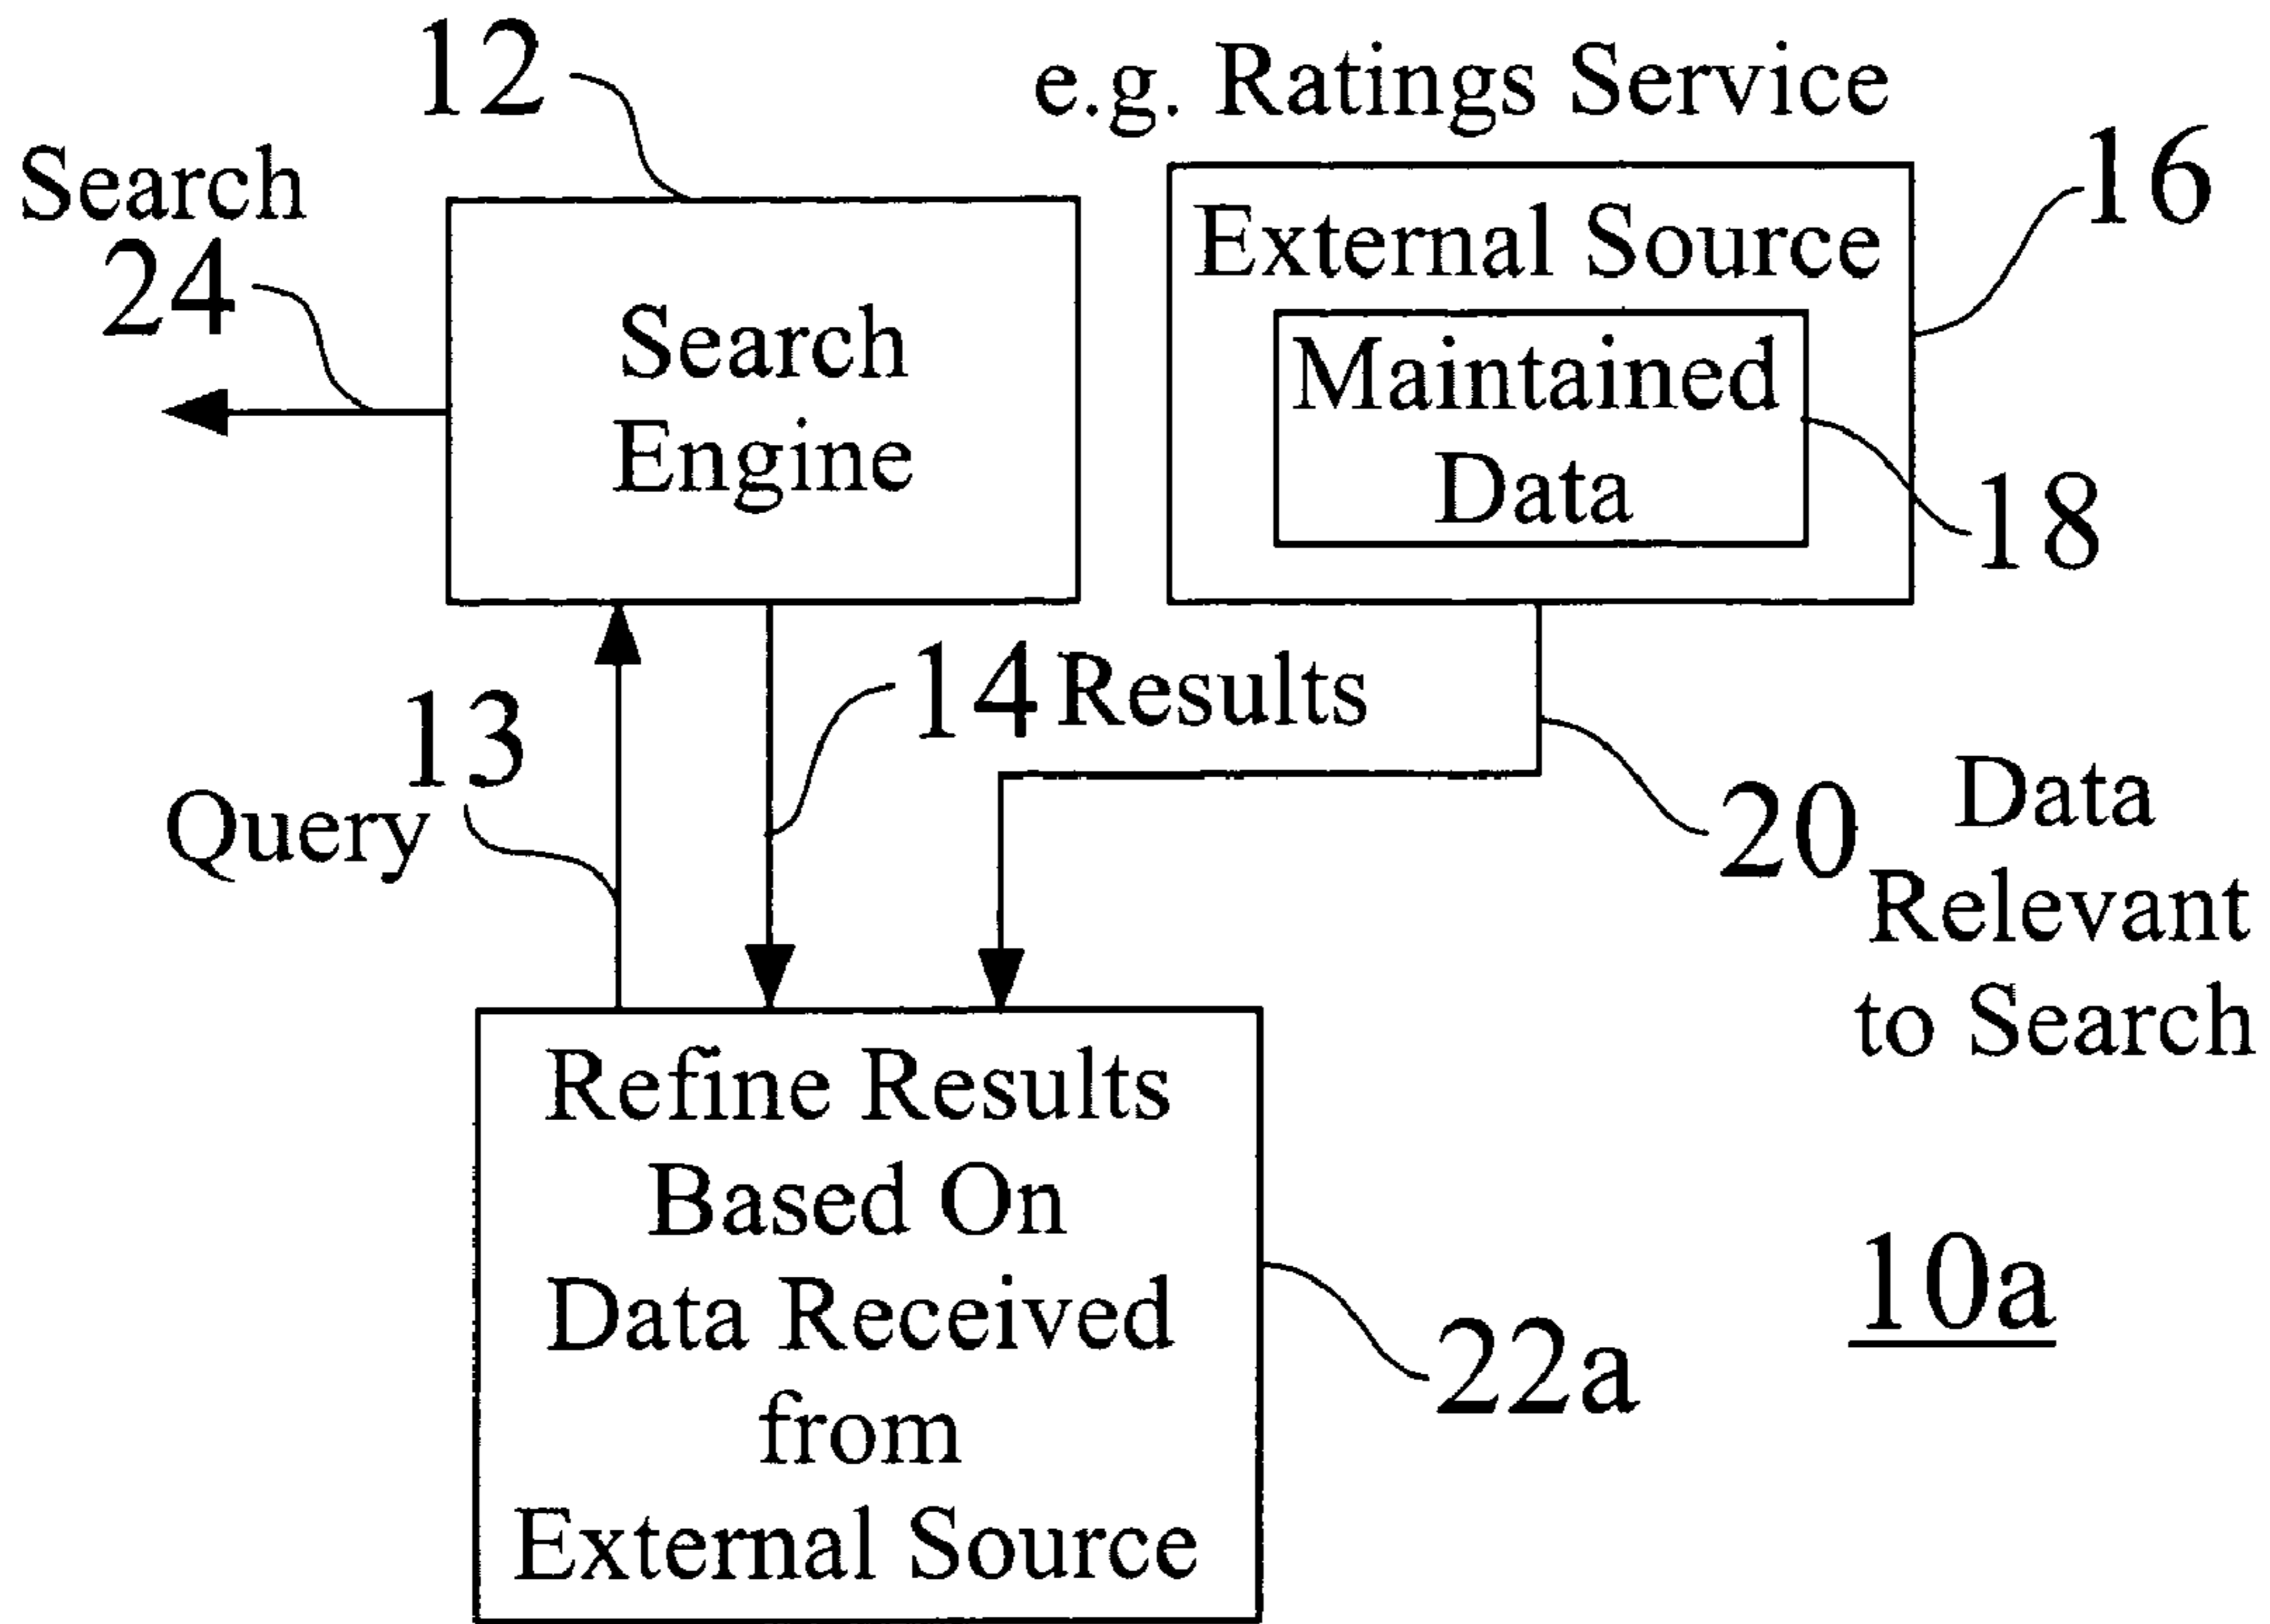 12
e.g. Ratings Service
Search
24
16
External Source
Search
Engine
Maintained
Data
18
14 Results
13
Query
20
Data
Relevant
to Search
Refine Results
Based On
Data Received
from
External Source
22a
10a